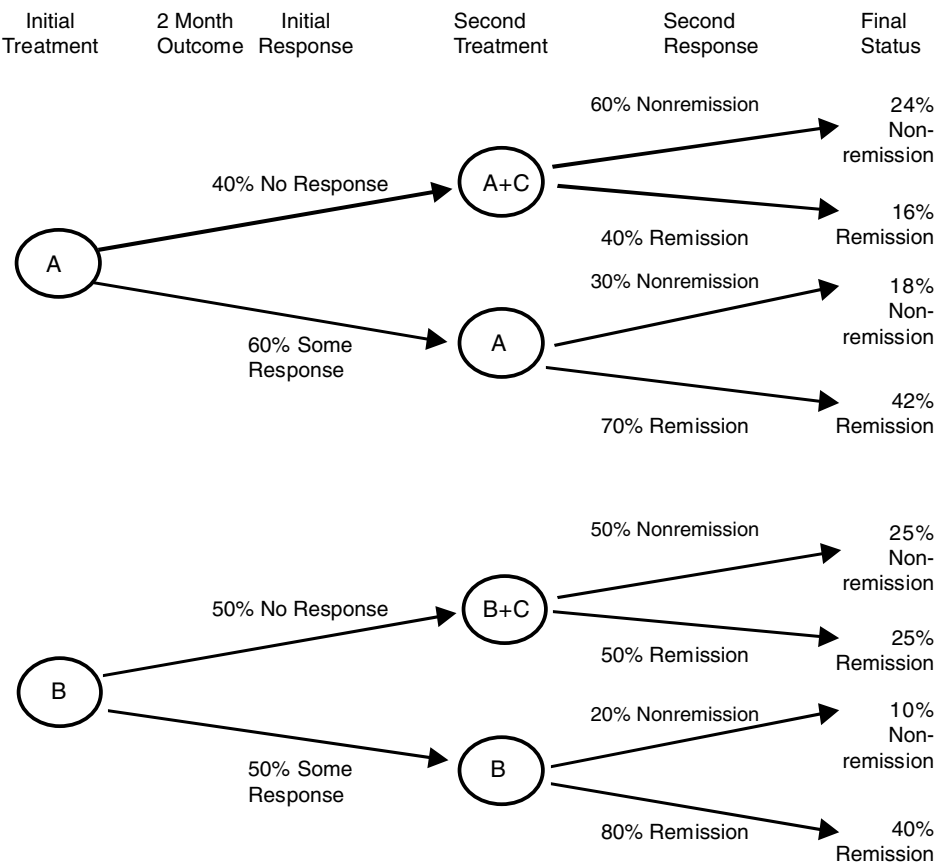 Initial
Treatment
2 Month
Outcome
Initial
Response
Second
Treatment
Second
Response
Final
Status
60% Nonremission
24%
Non-
remission
40% No Response
A+C
16%
Remission
40% Remission
A
30% Nonremission
18%
Non-
remission
60% Some
Response
A
42%
Remission
70% Remission
50% Nonremission
25%
Non-
remission
50% No Response
B+C
25%
Remission
50% Remission
B
20% Nonremission
10%
Non-
remission
50% Some
Response
B
80% Remission
40%
Remission